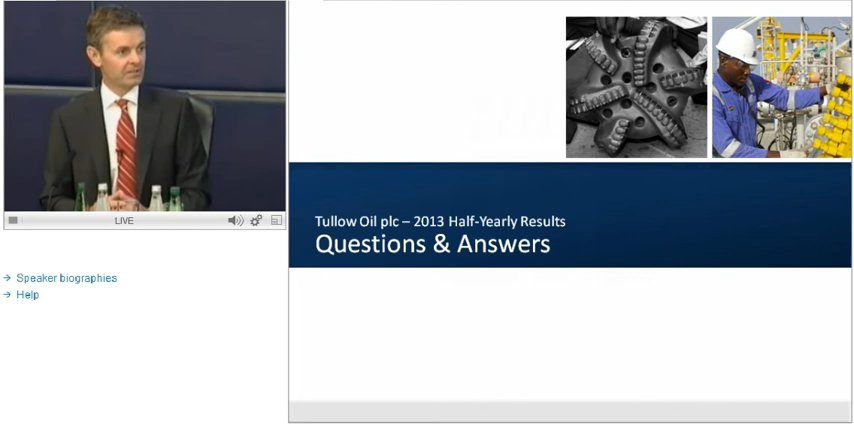 LIVE
Speaker biographies
Help
Tullow Oil plc – 2013 Half-Yearly Results
Questions & Answers